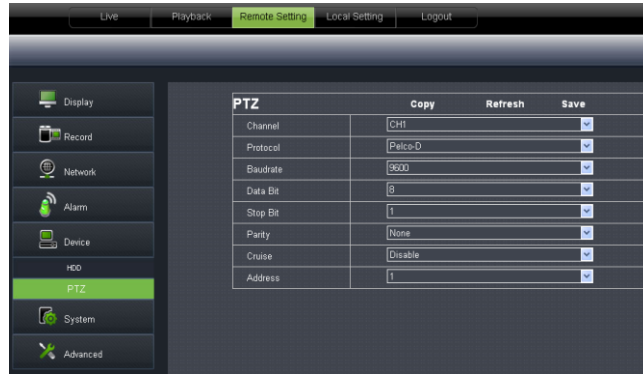 Live Playback Remote Setting Local Setting Logout
Display
Record
Network
Alarm
Device
HDD
PTZ
System
Advanced
PTZ Copy Refresh Save
Channel CH1
Protocol Pelco-D
Baudrate 9600
Data Bit 8
Stop Bit 1
Parity None
Cruise Disable
Address 1